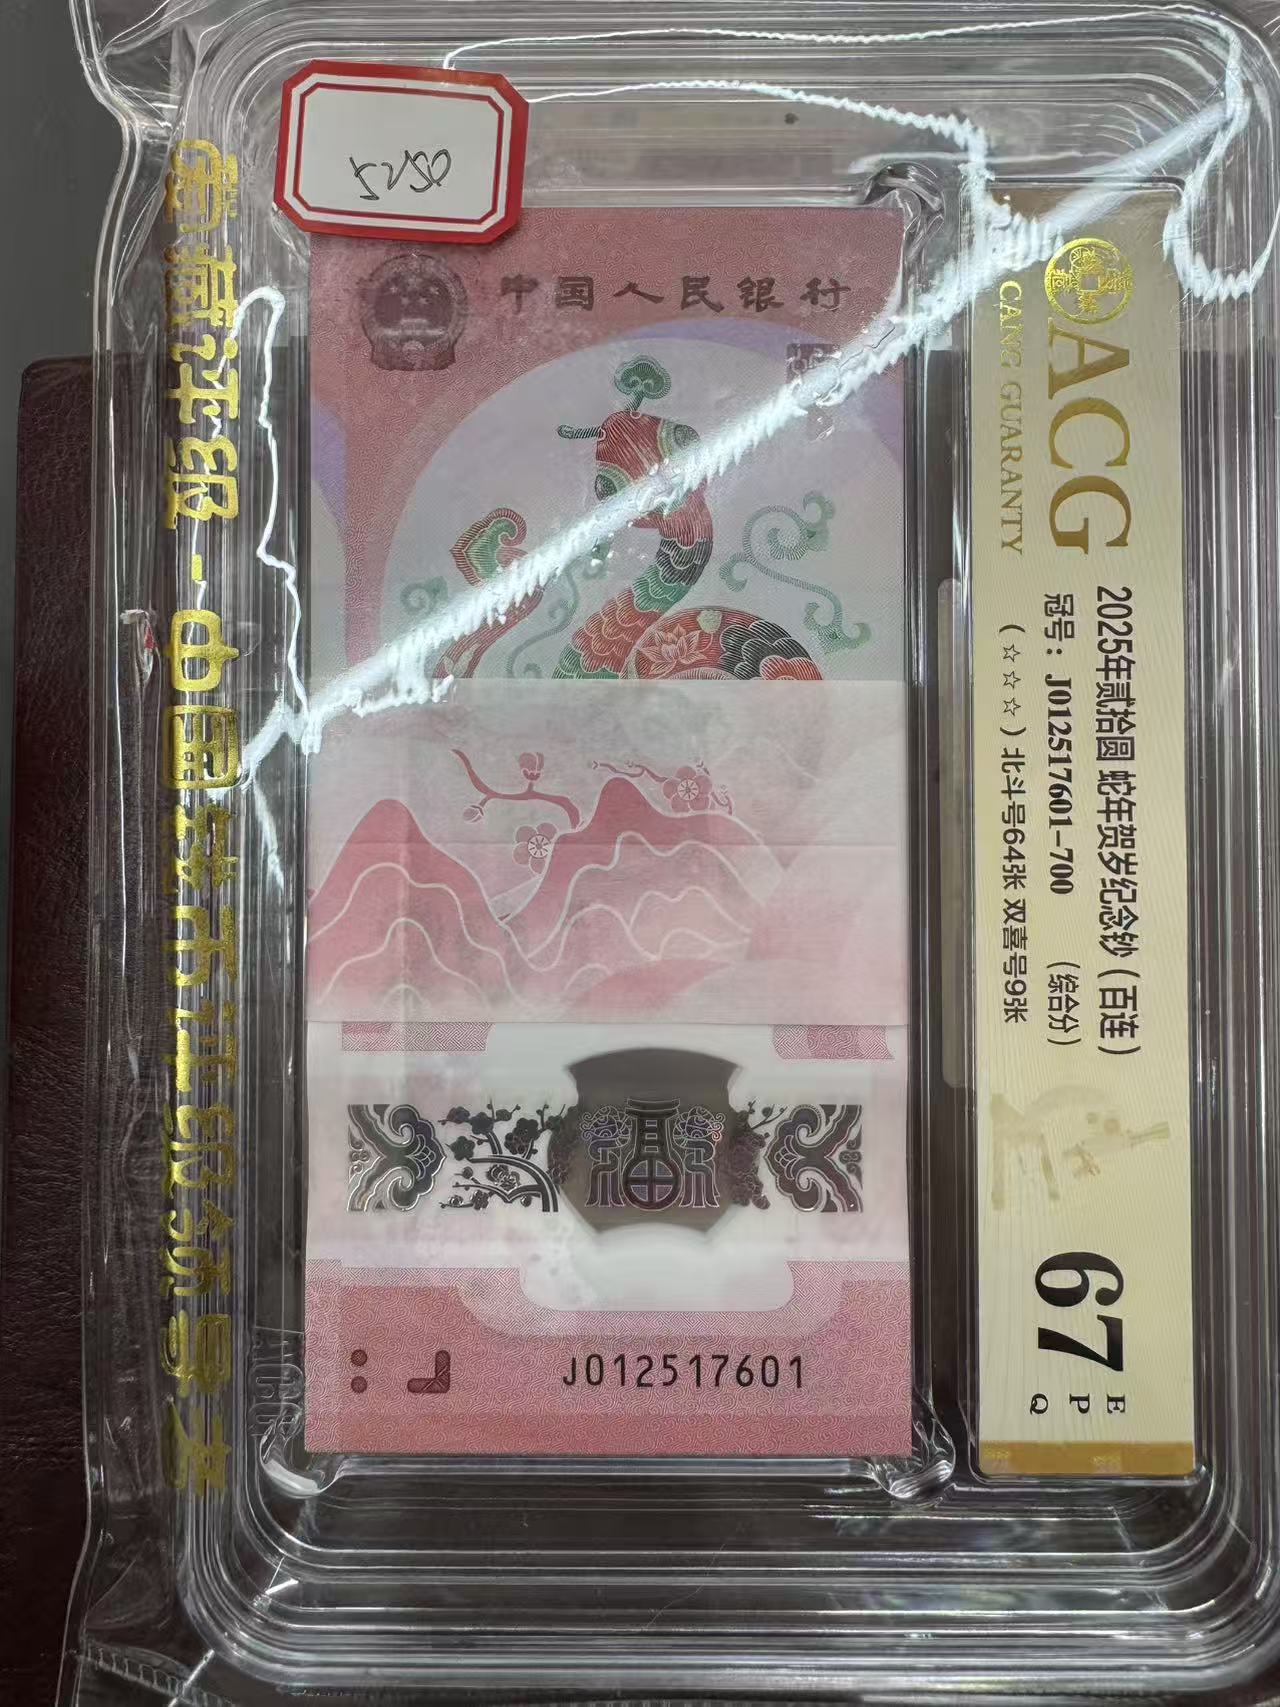 5250
中国人民银行
J012517601
ACG
CANG GUARANTY
2025年贰拾圆 蛇年贺岁纪念钞（百连）
冠号：J012517601-700 （综合分）
（☆☆☆☆）北斗号64张 双喜号9张
67
E
P
Q
爱藏评级-中国钱币评级领导者